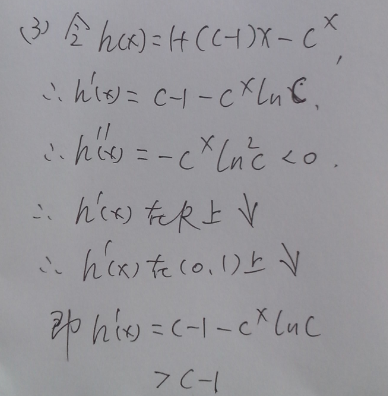 (3) 令 h(x)=1+(c-1)x-c^x,
∴ h'(x)= c-1-c^x ln c.
∴ h''(x)=-c^x ln²c <0.
∴ h'(x)在R上↓
∴ h'(x)在(0,1)上↓
即 h'(x)=c-1-c^x ln c
>c-1